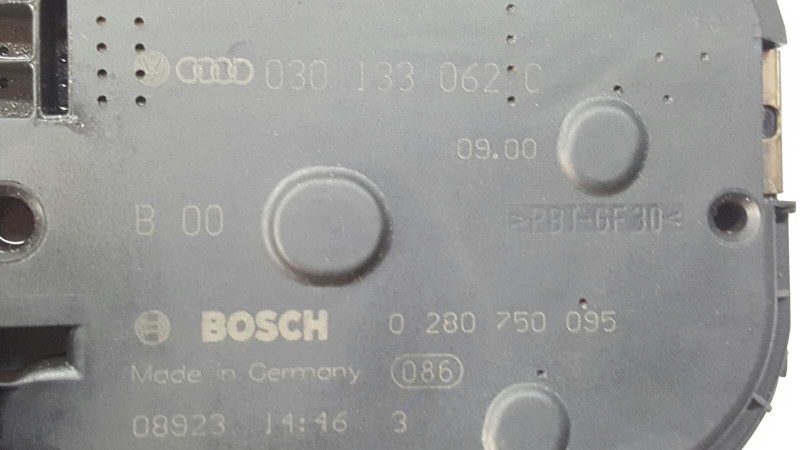 030 133 062 C
09.00
B 00
>PBT-GF30<
BOSCH 0 280 750 095
Made in Germany 086
08923 14:46 3